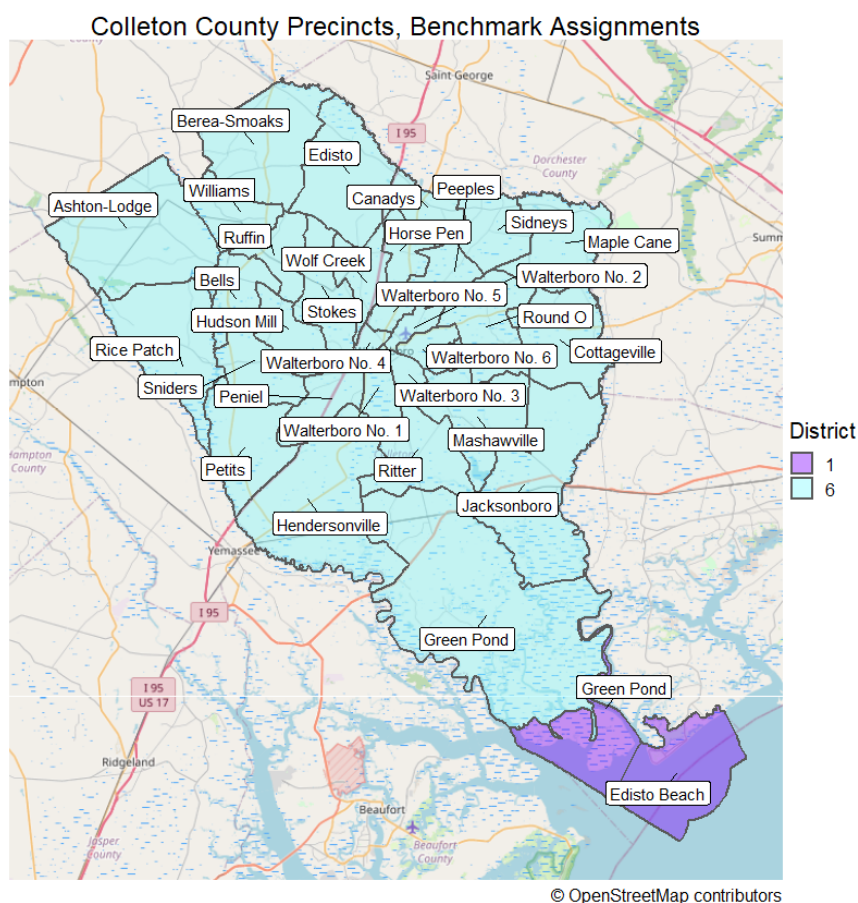 Colleton County Precincts, Benchmark Assignments
Saint George
I 95
Berea-Smoaks
Edisto
Dorchester
County
Williams
Canadys
Peeples
Ashton-Lodge
Sidneys
Ruffin
Horse Pen
Maple Cane
Summ
Wolf Creek
Bells
Walterboro No. 2
Walterboro No. 5
Stokes
Hudson Mill
Round O
Rice Patch
Walterboro No. 4
Walterboro No. 6
Cottageville
mpton
Sniders
Peniel
Walterboro No. 3
Walterboro No. 1
Mashawville
District
Hampton
County
Petits
Ritter
1
6
Jacksonboro
Hendersonville
Yemassee
I 95
Green Pond
I 95
US 17
Green Pond
Ridgeland
Edisto Beach
Beaufort
Jasper
County
Beaufort
County
© OpenStreetMap contributors